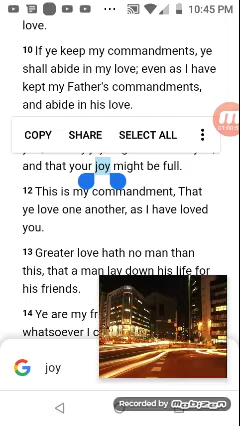 10:45 PM
love.
10 If ye keep my commandments, ye
shall abide in my love; even as I have
kept my Father's commandments,
and abide in his love.
COPY SHARE SELECT ALL
and that your joy might be full.
12 This is my commandment, That
ye love one another, as I have loved
you.
13 Greater love hath no man than
this, that a man lay down his life for
his friends.
14 Ye are my fr
whatsoever I c
G joy
Recorded by mobizen